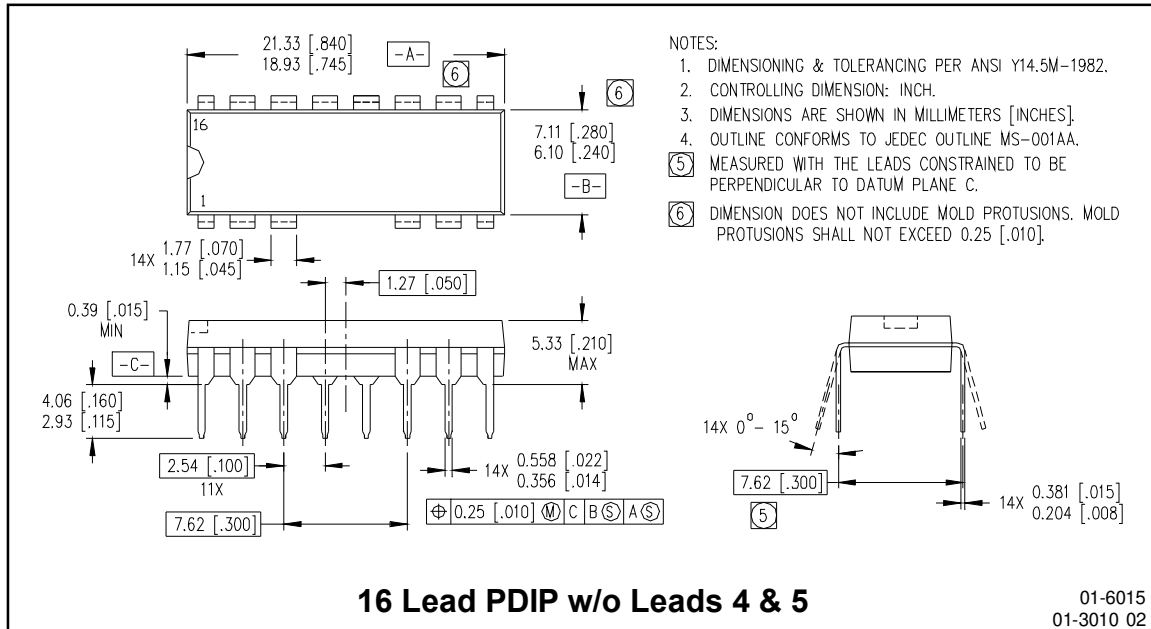 21.33 [.840]
18.93 [.745]
-A-
6
6
16
1
7.11 [.280]
6.10 [.240]
-B-
NOTES:
1. DIMENSIONING & TOLERANCING PER ANSI Y14.5M-1982.
2. CONTROLLING DIMENSION: INCH.
3. DIMENSIONS ARE SHOWN IN MILLIMETERS [INCHES].
4. OUTLINE CONFORMS TO JEDEC OUTLINE MS-001AA.
5 MEASURED WITH THE LEADS CONSTRAINED TO BE
PERPENDICULAR TO DATUM PLANE C.
6 DIMENSION DOES NOT INCLUDE MOLD PROTUSIONS. MOLD
PROTUSIONS SHALL NOT EXCEED 0.25 [.010].
14X 1.77 [.070]
1.15 [.045]
1.27 [.050]
0.39 [.015]
MIN
-C-
5.33 [.210]
MAX
4.06 [.160]
2.93 [.115]
2.54 [.100]
11X
14X 0.558 [.022]
0.356 [.014]
⌖ 0.25 [.010] Ⓜ C B Ⓢ A Ⓢ
7.62 [.300]
14X 0° - 15°
7.62 [.300]
5
14X 0.381 [.015]
0.204 [.008]
16 Lead PDIP w/o Leads 4 & 5
01-6015
01-3010 02